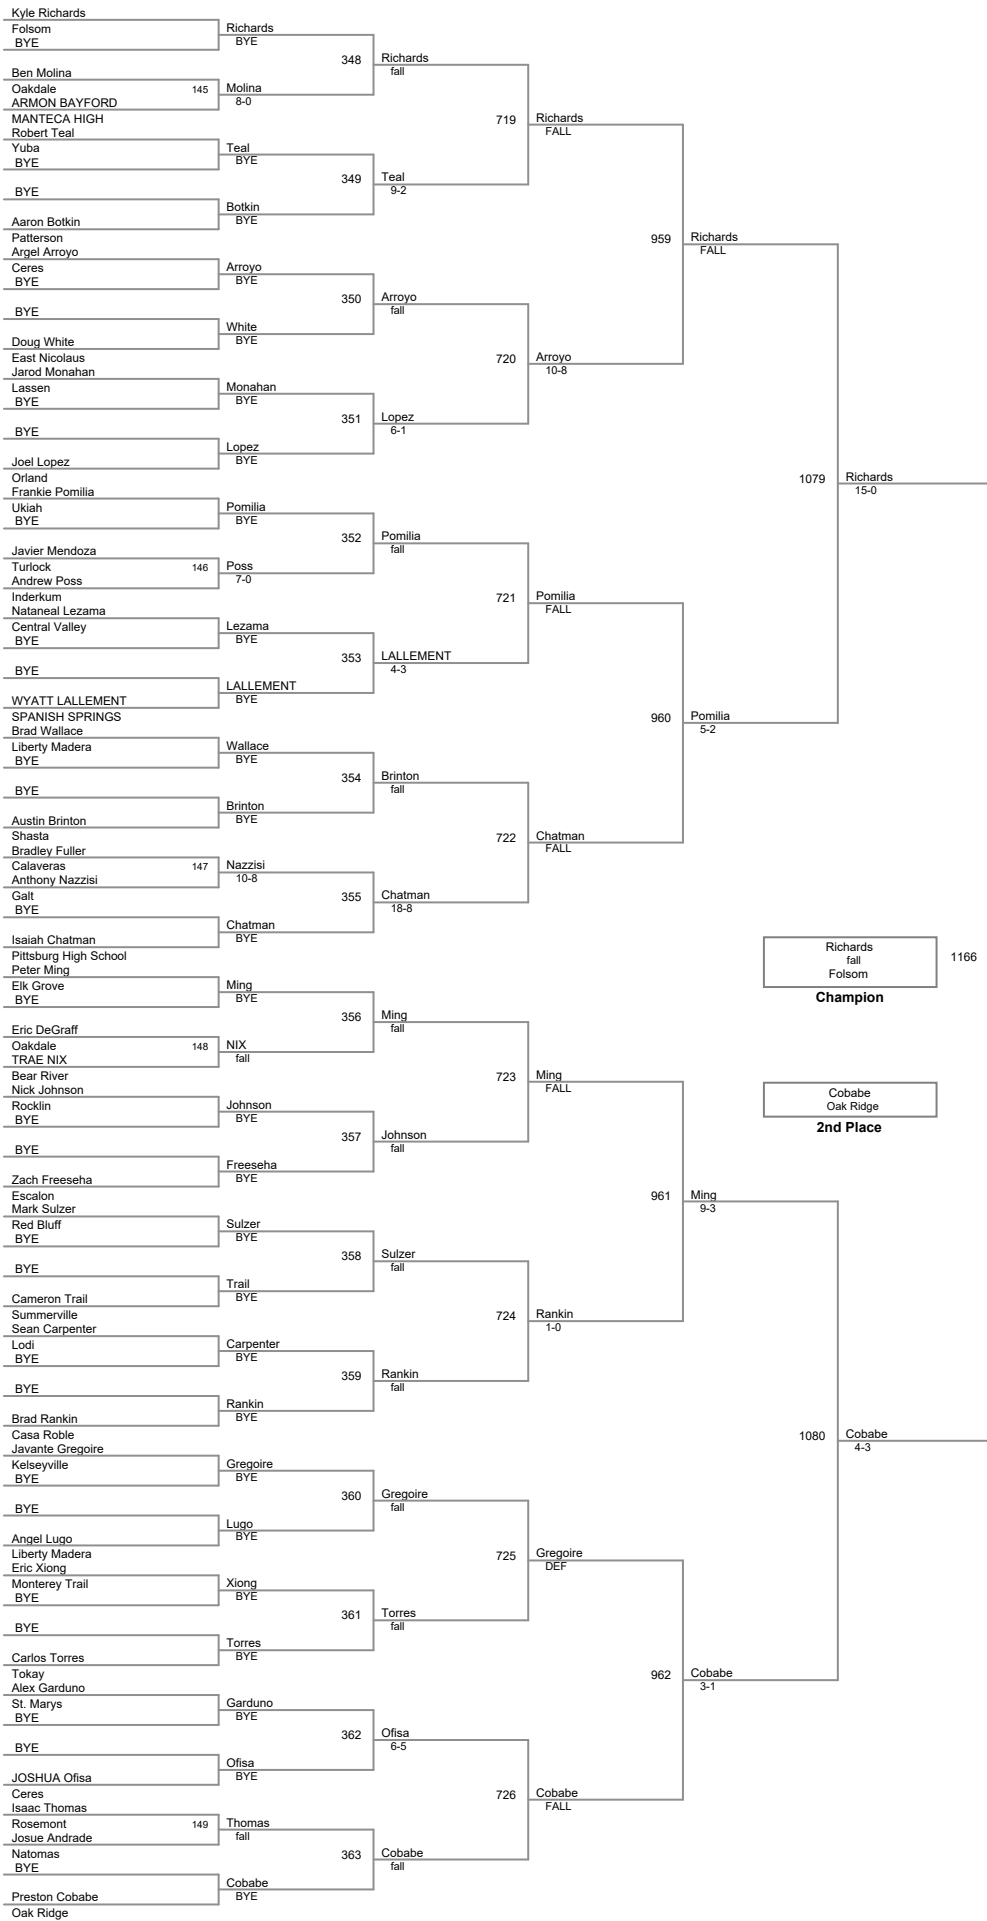 Kyle Richards
Folsom
BYE
Richards
BYE
348
Richards
fall
Ben Molina
Oakdale
145
ARMON BAYFORD
Molina
8-0
MANTECA HIGH
719
Richards
FALL
Robert Teal
Yuba
BYE
Teal
BYE
349
Teal
9-2
BYE
Botkin
BYE
Aaron Botkin
Patterson
959
Richards
FALL
Argel Arroyo
Ceres
BYE
Arroyo
BYE
350
Arroyo
fall
BYE
White
BYE
Doug White
East Nicolaus
720
Arroyo
10-8
Jarod Monahan
Lassen
BYE
Monahan
BYE
351
Lopez
6-1
BYE
Lopez
BYE
Joel Lopez
Orland
1079
Richards
15-0
Frankie Pomilia
Ukiah
BYE
Pomilia
BYE
352
Pomilia
fall
Javier Mendoza
Turlock
146
Andrew Poss
Poss
7-0
Inderkum
721
Pomilia
FALL
Nataneal Lezama
Central Valley
BYE
Lezama
BYE
353
LALLEMENT
4-3
BYE
LALLEMENT
BYE
WYATT LALLEMENT
SPANISH SPRINGS
960
Pomilia
5-2
Brad Wallace
Liberty Madera
BYE
Wallace
BYE
354
Brinton
fall
BYE
Brinton
BYE
Austin Brinton
Shasta
722
Chatman
FALL
Bradley Fuller
Calaveras
147
Anthony Nazzisi
Nazzisi
10-8
Galt
355
Chatman
18-8
BYE
Chatman
BYE
Isaiah Chatman
Pittsburg High School
Richards
fall
Folsom
1166
Champion
Peter Ming
Elk Grove
BYE
Ming
BYE
356
Ming
fall
Eric DeGraff
Oakdale
148
TRAE NIX
NIX
fall
Bear River
723
Ming
FALL
Nick Johnson
Rocklin
BYE
Johnson
BYE
357
Johnson
fall
Cobabe
Oak Ridge
2nd Place
BYE
Freeseha
BYE
Zach Freeseha
Escalon
961
Ming
9-3
Mark Sulzer
Red Bluff
BYE
Sulzer
BYE
358
Sulzer
fall
BYE
Trail
BYE
Cameron Trail
Summerville
724
Rankin
1-0
Sean Carpenter
Lodi
BYE
Carpenter
BYE
359
Rankin
fall
BYE
Rankin
BYE
Brad Rankin
Casa Roble
1080
Cobabe
4-3
Javante Gregoire
Kelseyville
BYE
Gregoire
BYE
360
Gregoire
fall
BYE
Lugo
BYE
Angel Lugo
Liberty Madera
725
Gregoire
DEF
Eric Xiong
Monterey Trail
BYE
Xiong
BYE
361
Torres
fall
BYE
Torres
BYE
Carlos Torres
Tokay
962
Cobabe
3-1
Alex Garduno
St. Marys
BYE
Garduno
BYE
362
Ofisa
6-5
BYE
Ofisa
BYE
JOSHUA Ofisa
Ceres
726
Cobabe
FALL
Isaac Thomas
Rosemont
149
Josue Andrade
Thomas
fall
Natomas
363
Cobabe
fall
BYE
Cobabe
BYE
Preston Cobabe
Oak Ridge